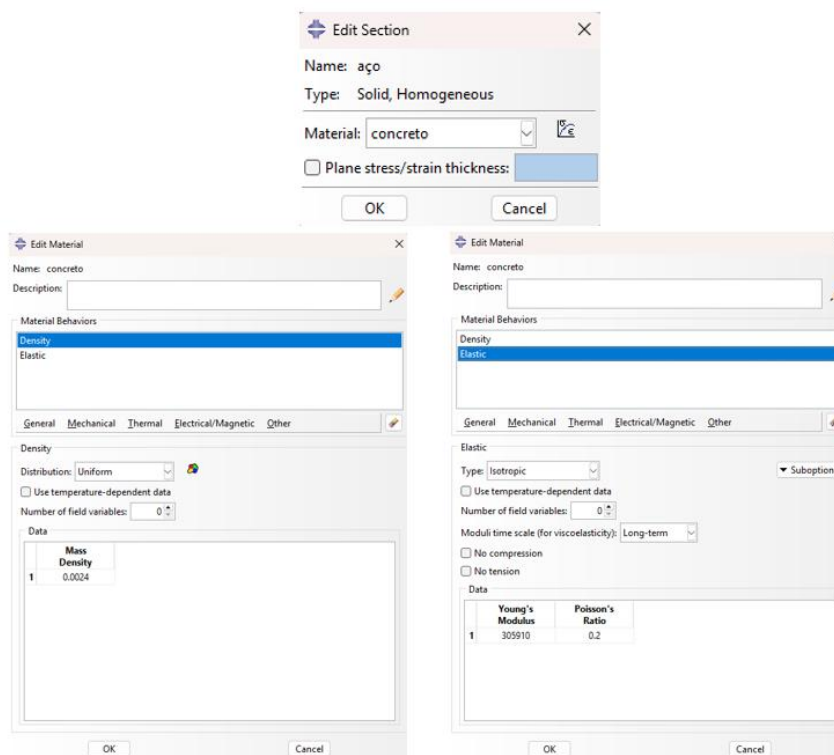 Edit Section
Name: aço
Type: Solid, Homogeneous
Material: concreto
Plane stress/strain thickness:
OK Cancel
Edit Material
Name: concreto
Description:
Material Behaviors
Density
Elastic
General Mechanical Thermal Electrical/Magnetic Other
Density
Distribution: Uniform
Use temperature-dependent data
Number of field variables: 0
Data
Mass
Density
1 0.0024
OK Cancel
Edit Material
Name: concreto
Description:
Material Behaviors
Density
Elastic
General Mechanical Thermal Electrical/Magnetic Other
Elastic
Type: Isotropic Suboption
Use temperature-dependent data
Number of field variables: 0
Moduli time scale (for viscoelasticity): Long-term
No compression
No tension
Data
Young's Poisson's
Modulus Ratio
1 305910 0.2
OK Cancel